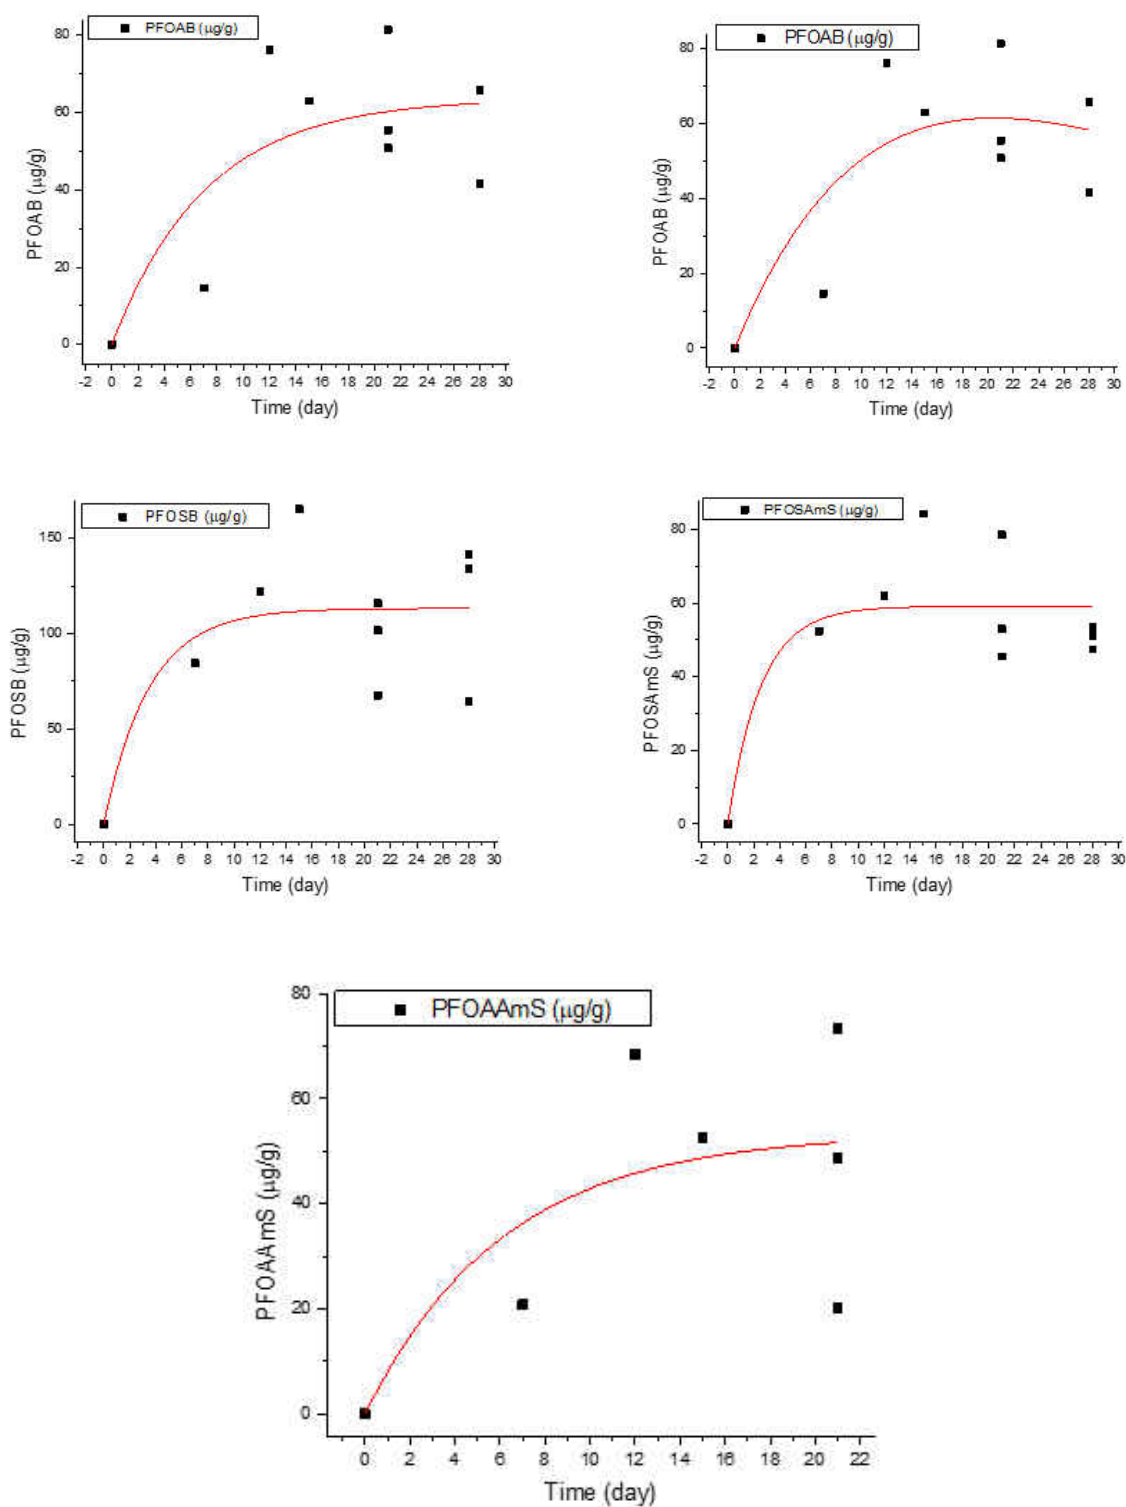 PFOAB (µg/g)
80
60
40
20
0
PFOAB (µg/g)
-2 0 2 4 6 8 10 12 14 16 18 20 22 24 26 28 30
Time (day)
PFOAB (µg/g)
80
60
40
20
0
PFOAB (µg/g)
-2 0 2 4 6 8 10 12 14 16 18 20 22 24 26 28 30
Time (day)
PFOSB (µg/g)
150
100
50
0
PFOSB (µg/g)
-2 0 2 4 6 8 10 12 14 16 18 20 22 24 26 28 30
Time (day)
PFOSAmS (µg/g)
80
60
40
20
0
PFOSAmS (µg/g)
-2 0 2 4 6 8 10 12 14 16 18 20 22 24 26 28 30
Time (day)
PFOAAmS (µg/g)
80
60
40
20
0
PFOAAmS (µg/g)
0 2 4 6 8 10 12 14 16 18 20 22
Time (day)